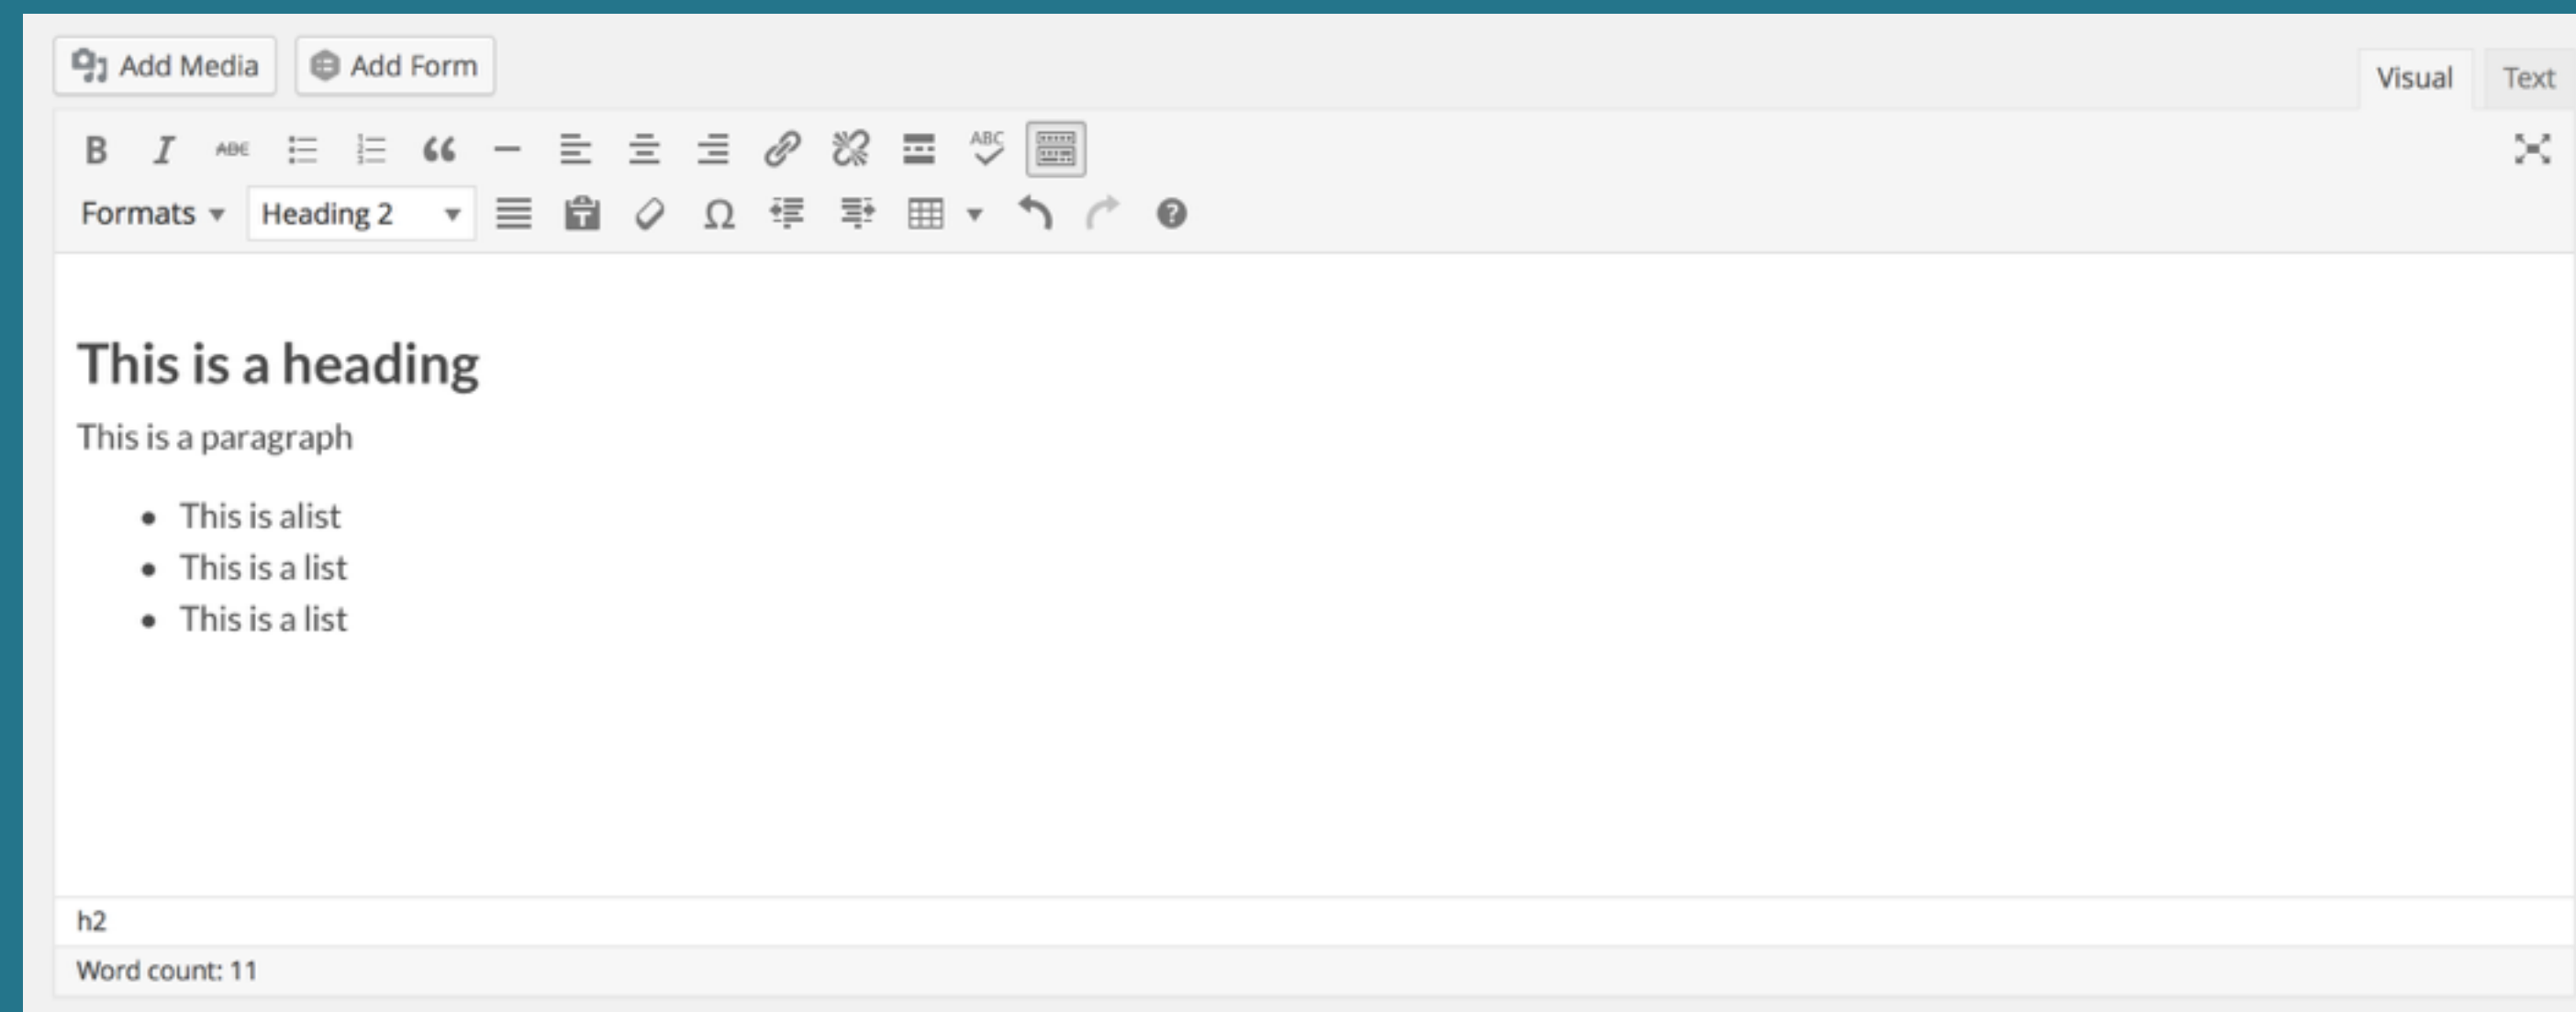 Add Media Add Form
Visual Text
B I ABE ABC
Formats Heading 2 Ω
This is a heading
This is a paragraph
• This is alist
• This is a list
• This is a list
h2
Word count: 11